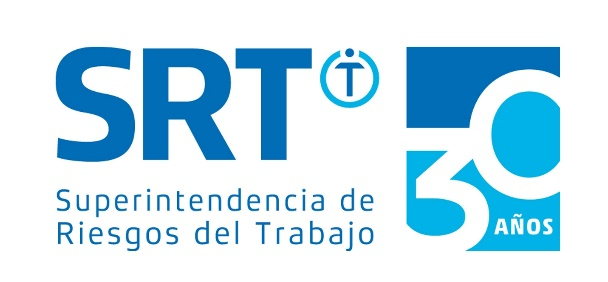 SRT
Superintendencia de
Riesgos del Trabajo
30
AÑOS